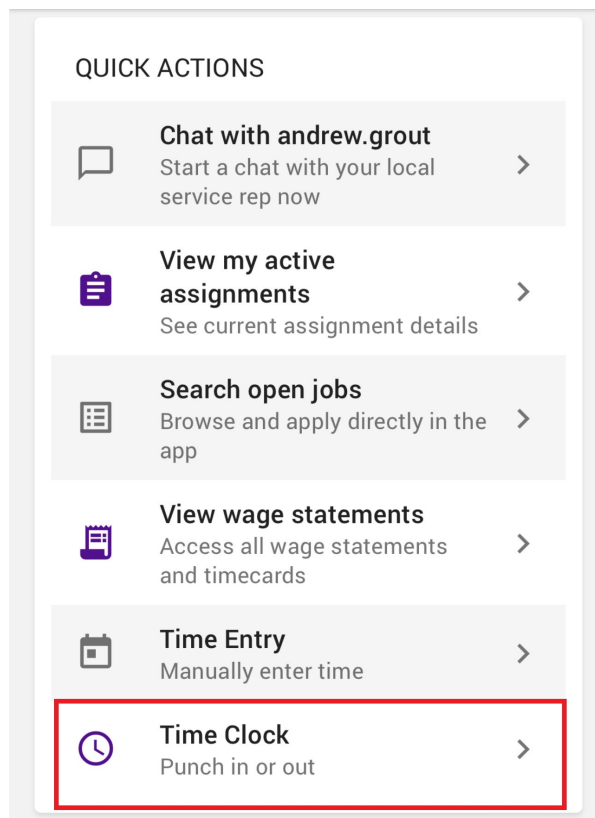 QUICK ACTIONS
Chat with andrew.grout
Start a chat with your local
service rep now
View my active
assignments
See current assignment details
Search open jobs
Browse and apply directly in the
app
View wage statements
Access all wage statements
and timecards
Time Entry
Manually enter time
Time Clock
Punch in or out